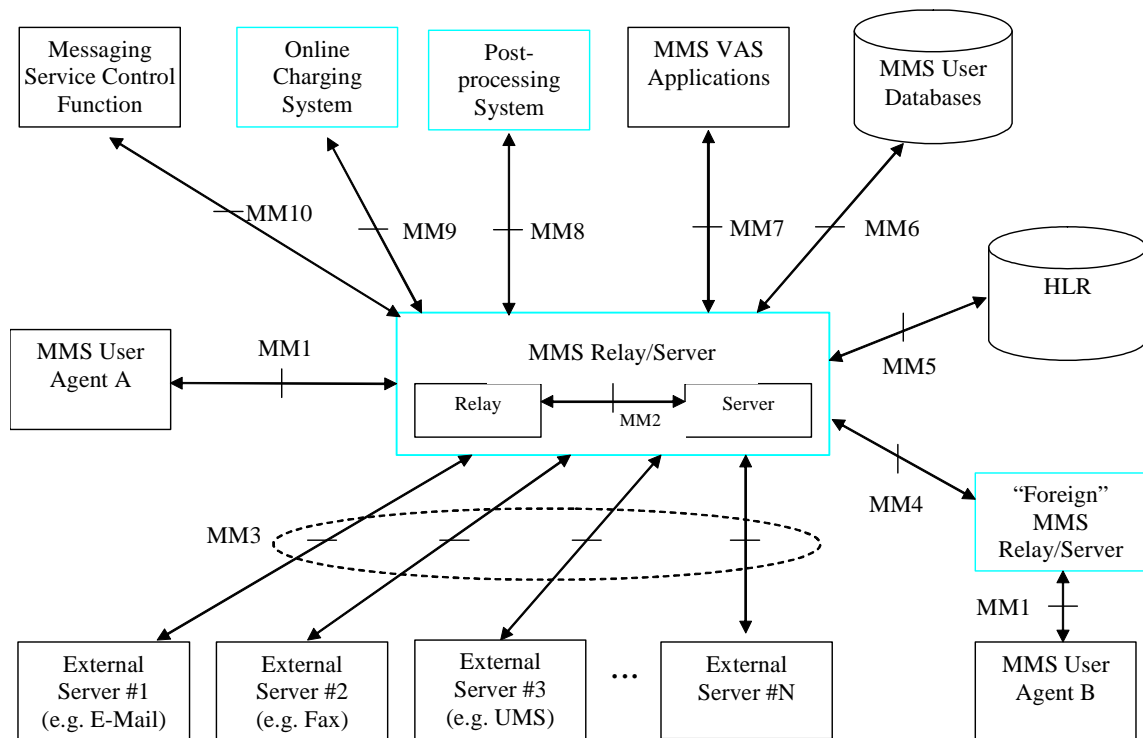 Messaging
Service Control
Function
Online
Charging
System
Post-
processing
System
MMS VAS
Applications
MMS User
Databases
MM10
MM9
MM8
MM7
MM6
HLR
MMS User
Agent A
MM1
MMS Relay/Server
MM5
Relay
MM2
Server
MM4
“Foreign”
MMS
Relay/Server
MM3
MM1
External
Server #1
(e.g. E-Mail)
External
Server #2
(e.g. Fax)
External
Server #3
(e.g. UMS)
...
External
Server #N
MMS User
Agent B